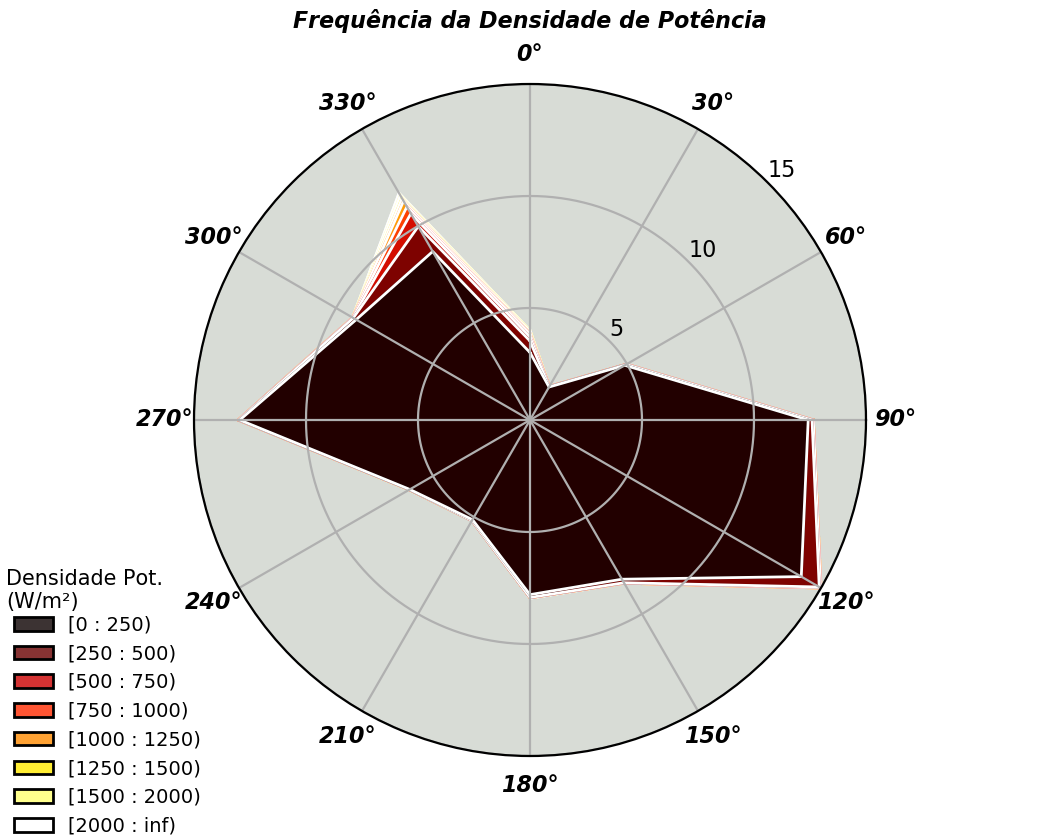 Frequência da Densidade de Potência
0°
330°
30°
15
300°
60°
10
5
270°
90°
240°
120°
210°
150°
180°
Densidade Pot.
(W/m²)
[0 : 250)
[250 : 500)
[500 : 750)
[750 : 1000)
[1000 : 1250)
[1250 : 1500)
[1500 : 2000)
[2000 : inf)